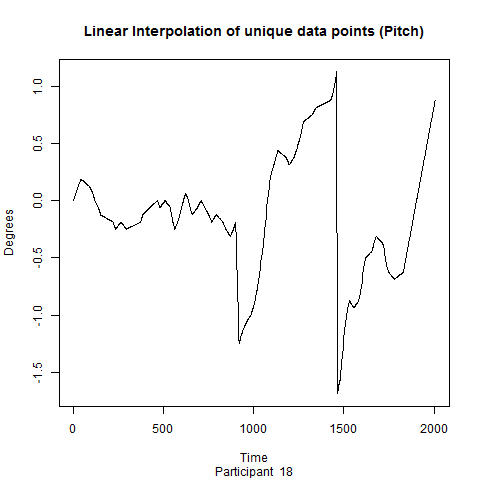 Linear Interpolation of unique data points (Pitch)
1.0
0.5
0.0
-0.5
-1.0
-1.5
Degrees
0 500 1000 1500 2000
Time
Participant 18